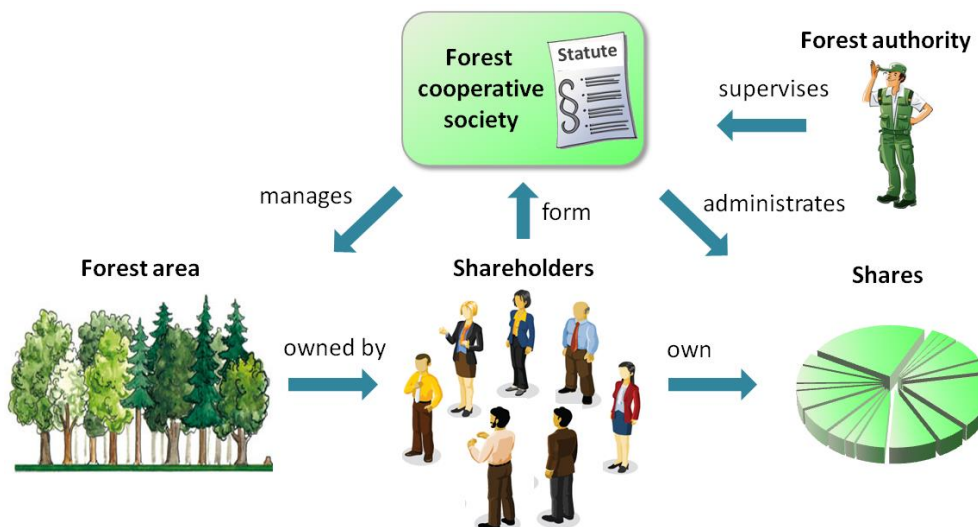 Forest
cooperative
society
Statute
§
Forest authority
supervises
manages
form
administrates
Forest area
Shareholders
Shares
owned by
own